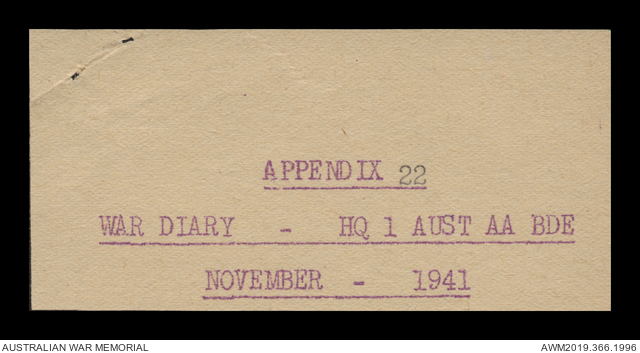 APPENDIX 22
WAR DIARY - HQ 1 AUST AA BDE
NOVEMBER - 1941
AUSTRALIAN WAR MEMORIAL AWM2019.366.1996